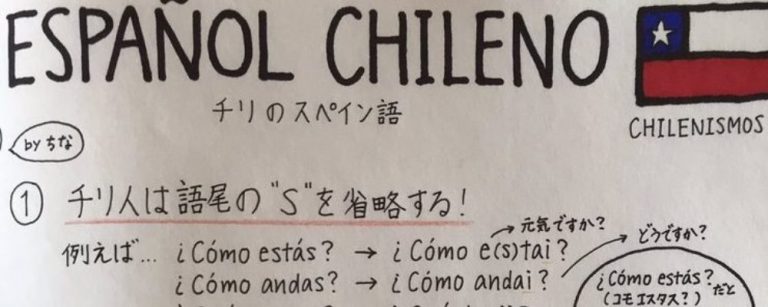 ESPAÑOL CHILENO
チリのスペイン語
CHILENISMOS
by ちな
① チリ人は語尾の"S"を省略する!
元気ですか?
どうですか?
例えば... ¿Cómo estás? → ¿Cómo e(s)tai?
¿Cómo andas? → ¿Cómo andai?
¿Cómo estás?
(コモエスタス?) だと